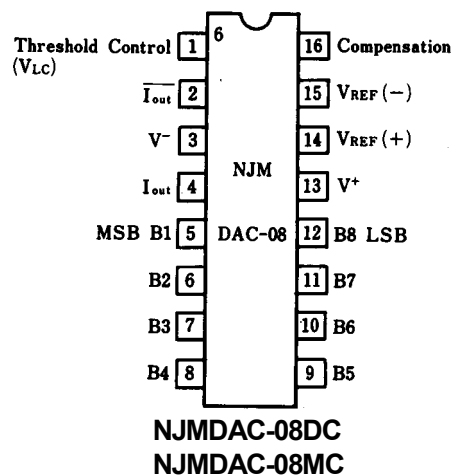 6
Threshold Control 1 16 Compensation
(VLC)
Iout 2 15 VREF(−)
V− 3 14 VREF(+)
NJM
Iout 4 13 V+
MSB B1 5 DAC-08 12 B8 LSB
B2 6 11 B7
B3 7 10 B6
B4 8 9 B5
NJMDAC-08DC
NJMDAC-08MC